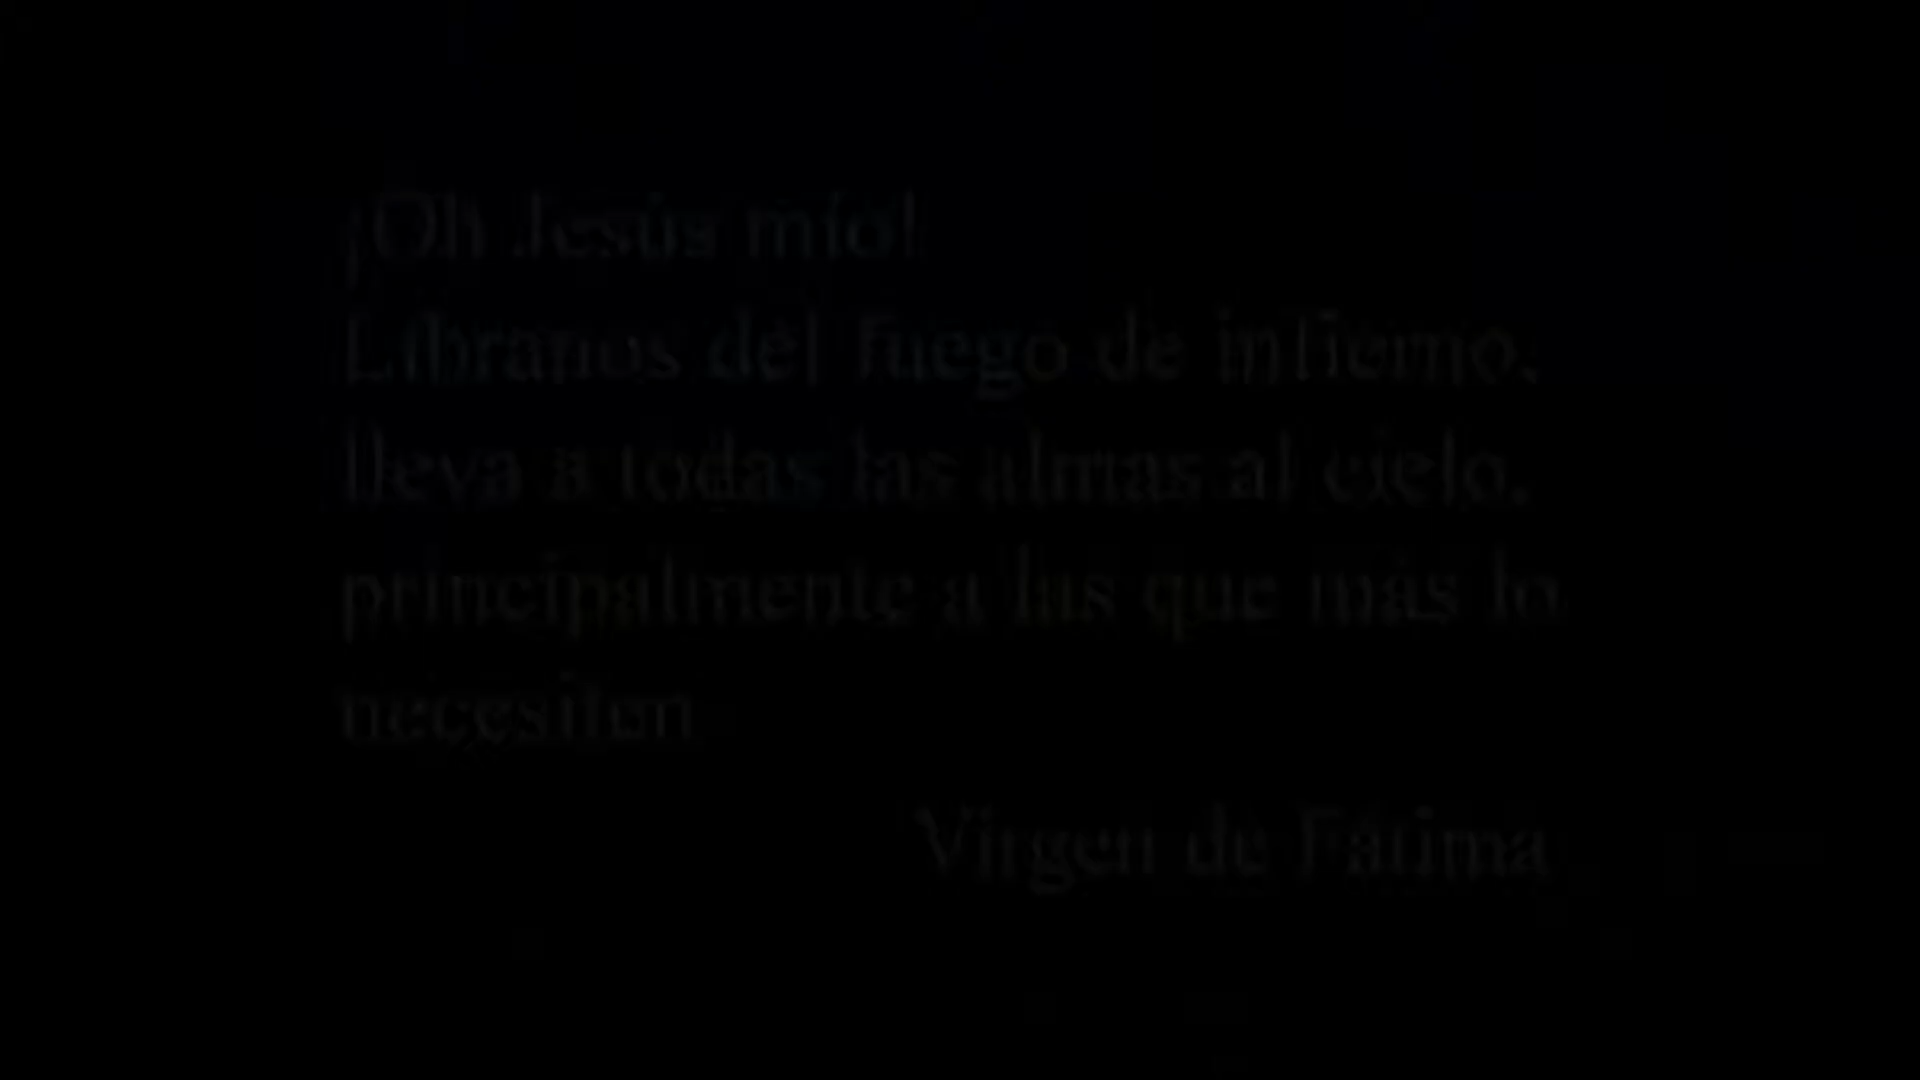 ¡Oh Jesús mío!
Líbranos del fuego de infierno,
lleva a todas las almas al cielo,
principalmente a las que más lo
necesiten
Virgen de Fátima